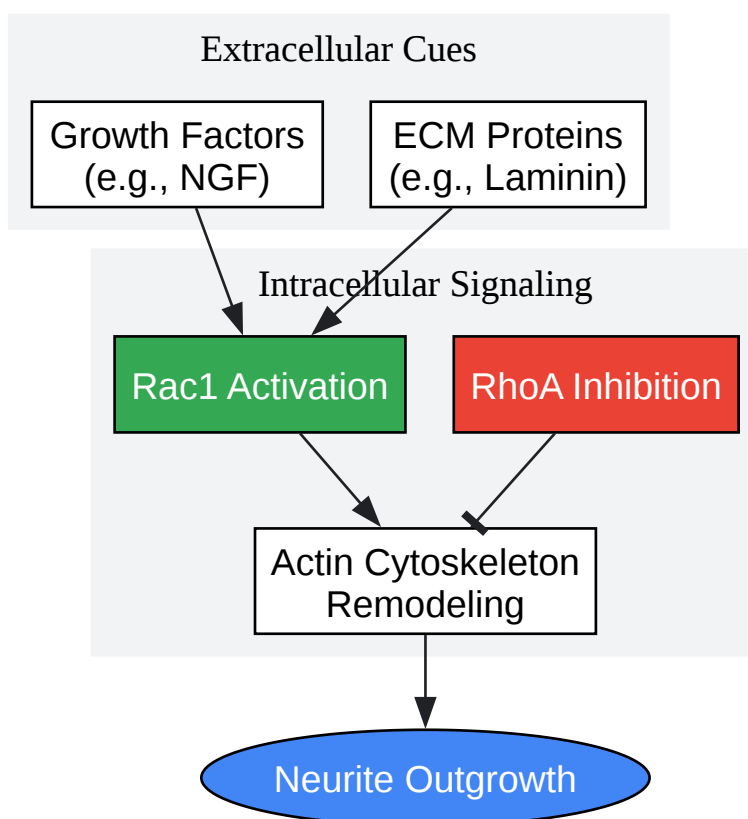 Extracellular Cues
Growth Factors
(e.g., NGF)
ECM Proteins
(e.g., Laminin)
Intracellular Signaling
Rac1 Activation
RhoA Inhibition
Actin Cytoskeleton
Remodeling
Neurite Outgrowth